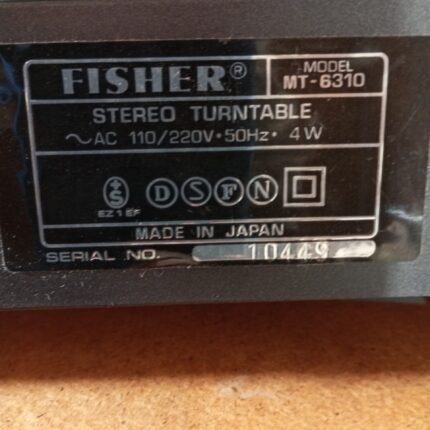 FISHER®
MODEL
MT-6310
STEREO TURNTABLE
~AC 110/220V•50Hz• 4W
S D S F N
EZ 1 EF
MADE IN JAPAN
SERIAL NO. 10449